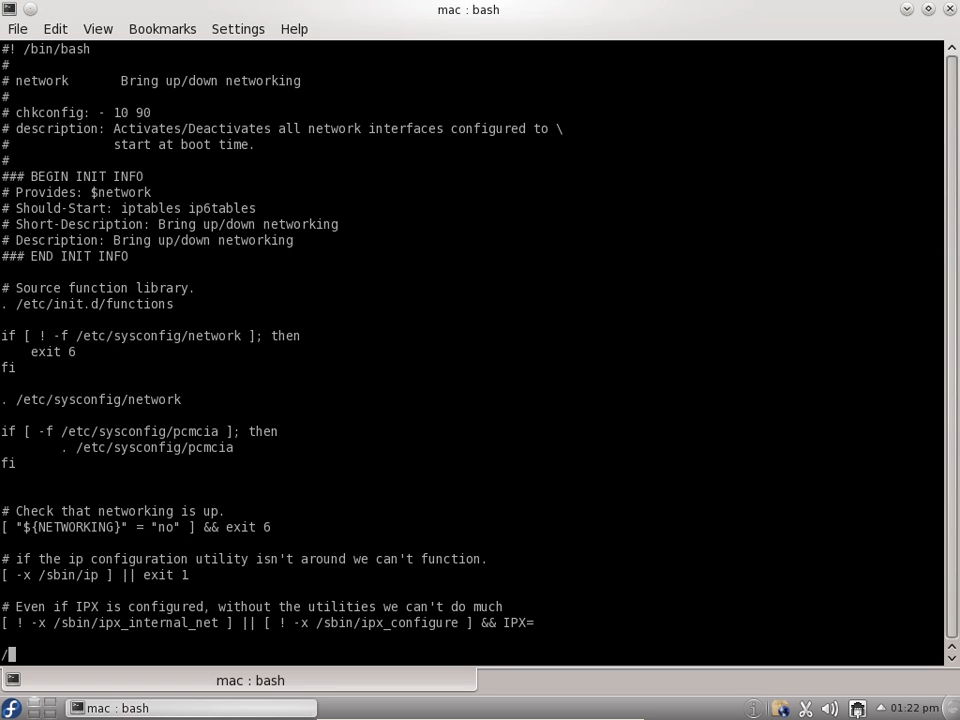 mac : bash
File Edit View Bookmarks Settings Help
#! /bin/bash
#
# network       Bring up/down networking
#
# chkconfig: - 10 90
# description: Activates/Deactivates all network interfaces configured to \
#              start at boot time.
#
### BEGIN INIT INFO
# Provides: $network
# Should-Start: iptables ip6tables
# Short-Description: Bring up/down networking
# Description: Bring up/down networking
### END INIT INFO

# Source function library.
. /etc/init.d/functions

if [ ! -f /etc/sysconfig/network ]; then
    exit 6
fi

. /etc/sysconfig/network

if [ -f /etc/sysconfig/pcmcia ]; then
        . /etc/sysconfig/pcmcia
fi


# Check that networking is up.
[ "${NETWORKING}" = "no" ] && exit 6

# if the ip configuration utility isn't around we can't function.
[ -x /sbin/ip ] || exit 1

# Even if IPX is configured, without the utilities we can't do much
[ ! -x /sbin/ipx_internal_net ] || [ ! -x /sbin/ipx_configure ] && IPX=

/
mac : bash
mac : bash
01:22 pm